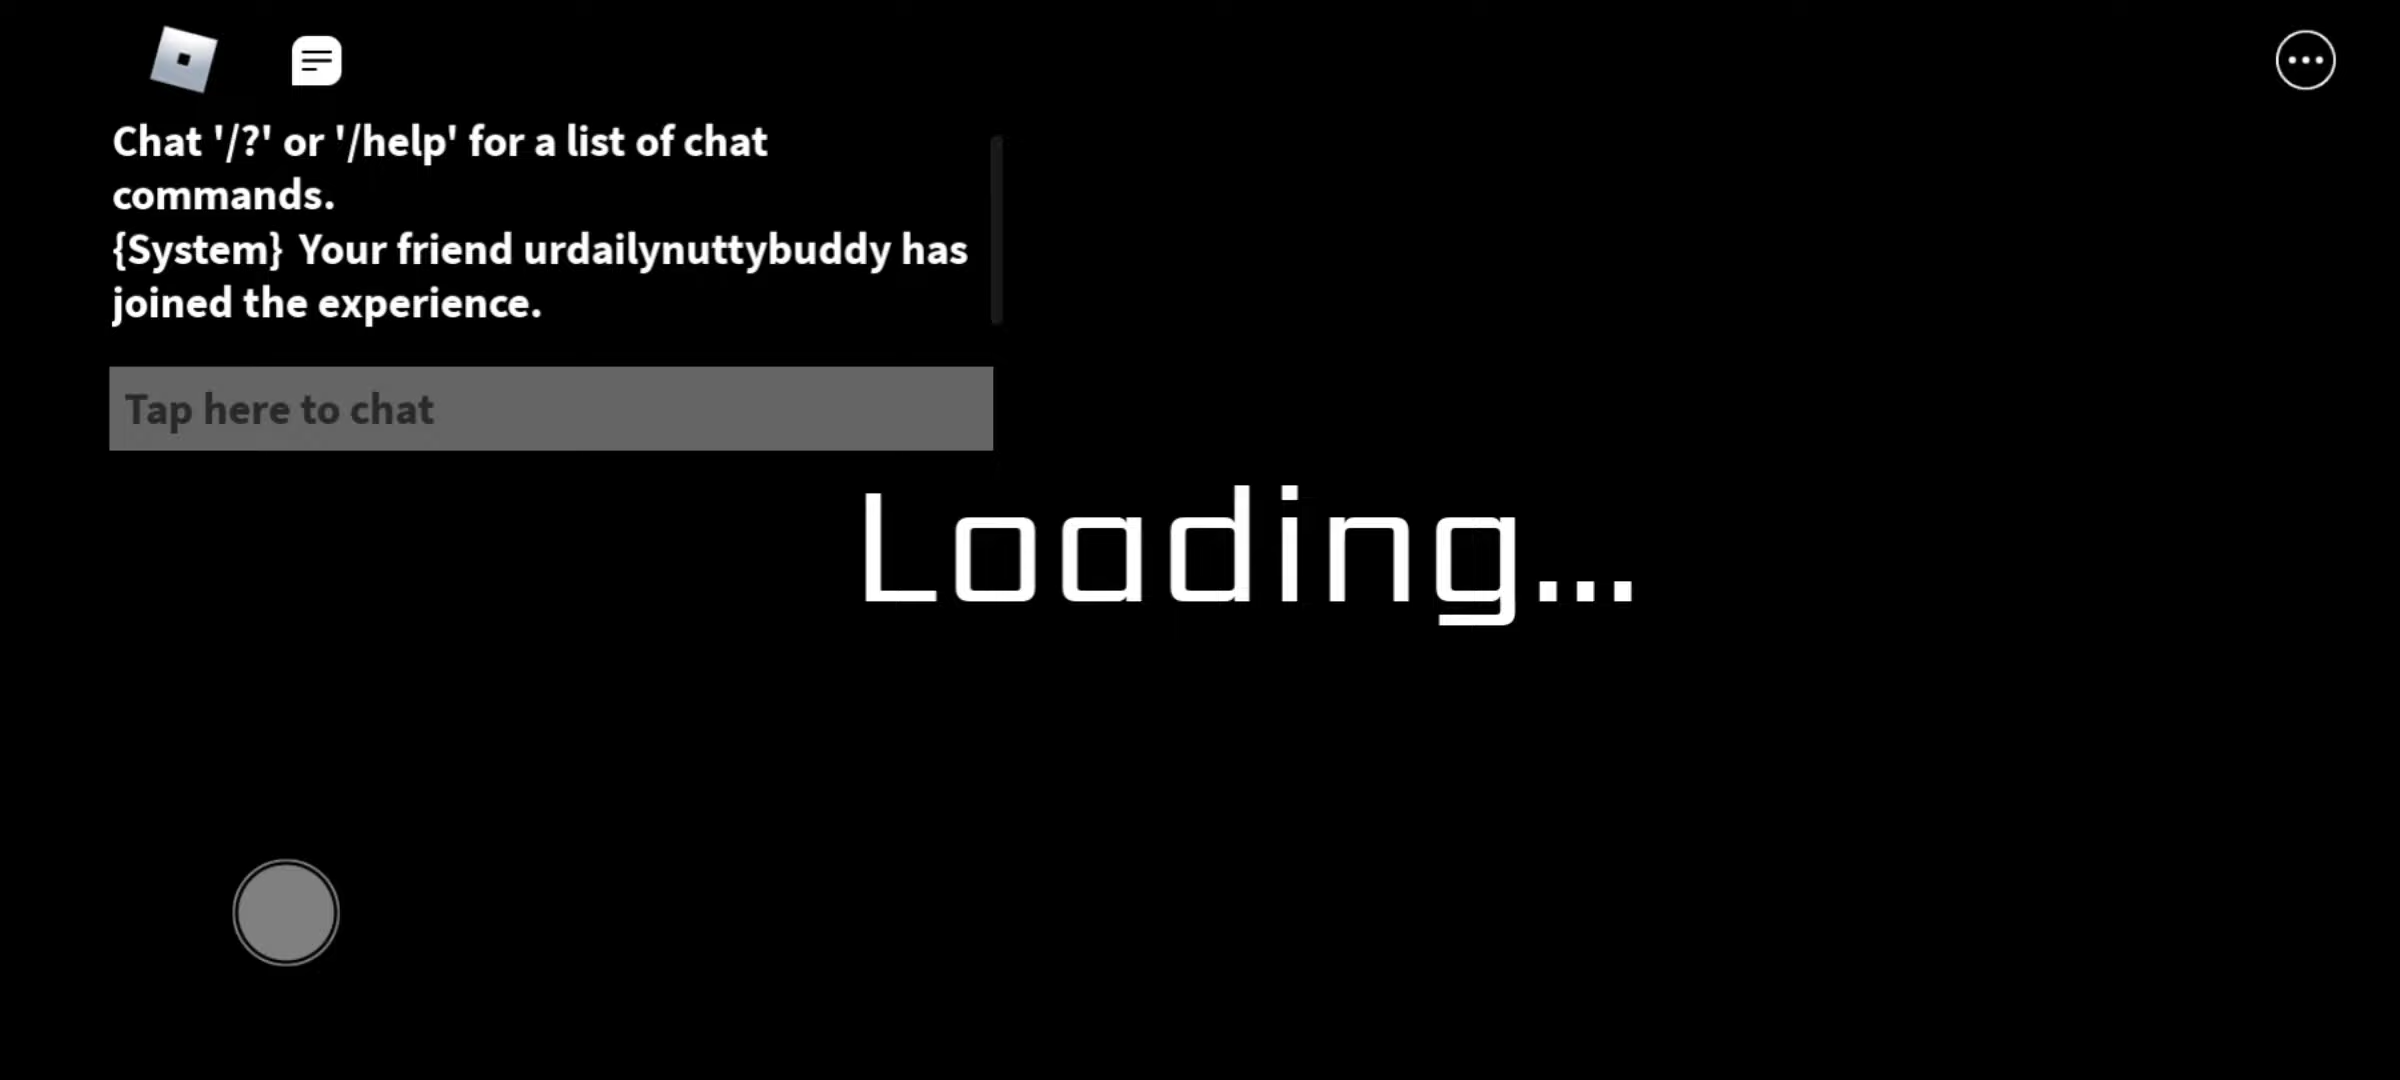 Chat '/?' or '/help' for a list of chat
commands.
{System} Your friend urdailynuttybuddy has
joined the experience.
Tap here to chat
Loading...